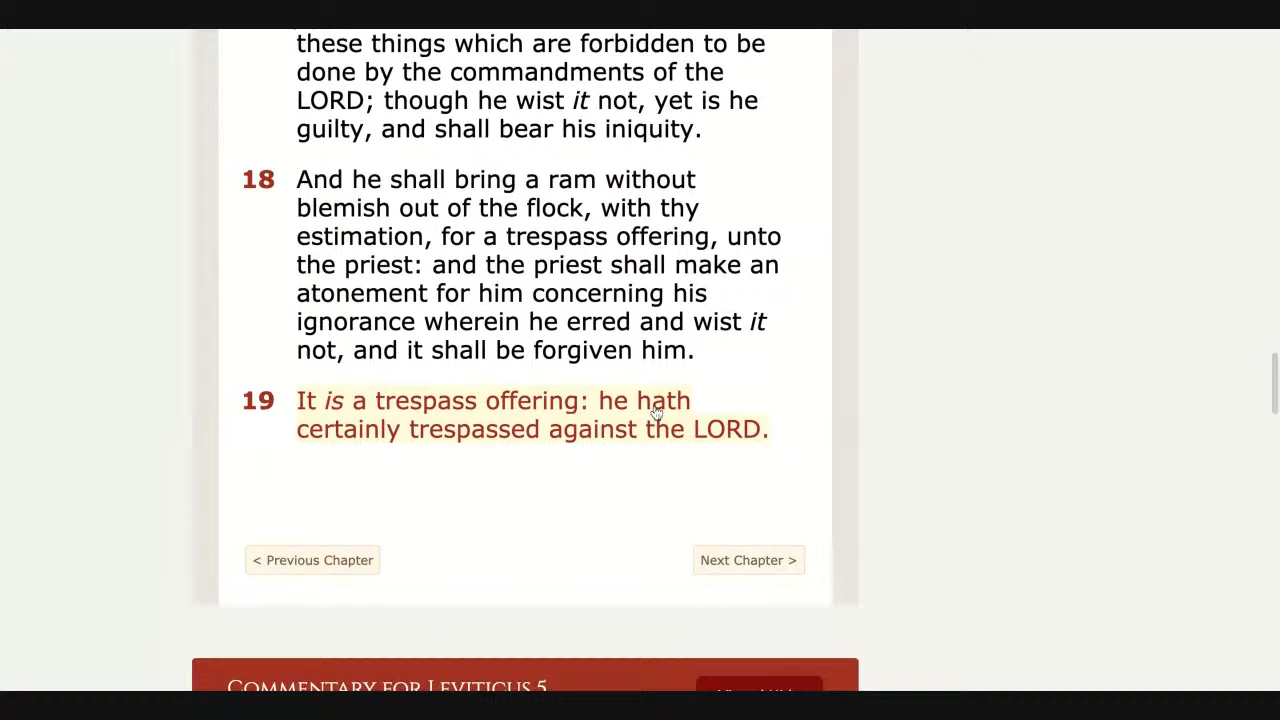 these things which are forbidden to be
done by the commandments of the
LORD; though he wist it not, yet is he
guilty, and shall bear his iniquity.
18 And he shall bring a ram without
blemish out of the flock, with thy
estimation, for a trespass offering, unto
the priest: and the priest shall make an
atonement for him concerning his
ignorance wherein he erred and wist it
not, and it shall be forgiven him.
19 It is a trespass offering: he hath
certainly trespassed against the LORD.
< Previous Chapter
Next Chapter >
Commentary for Leviticus 5